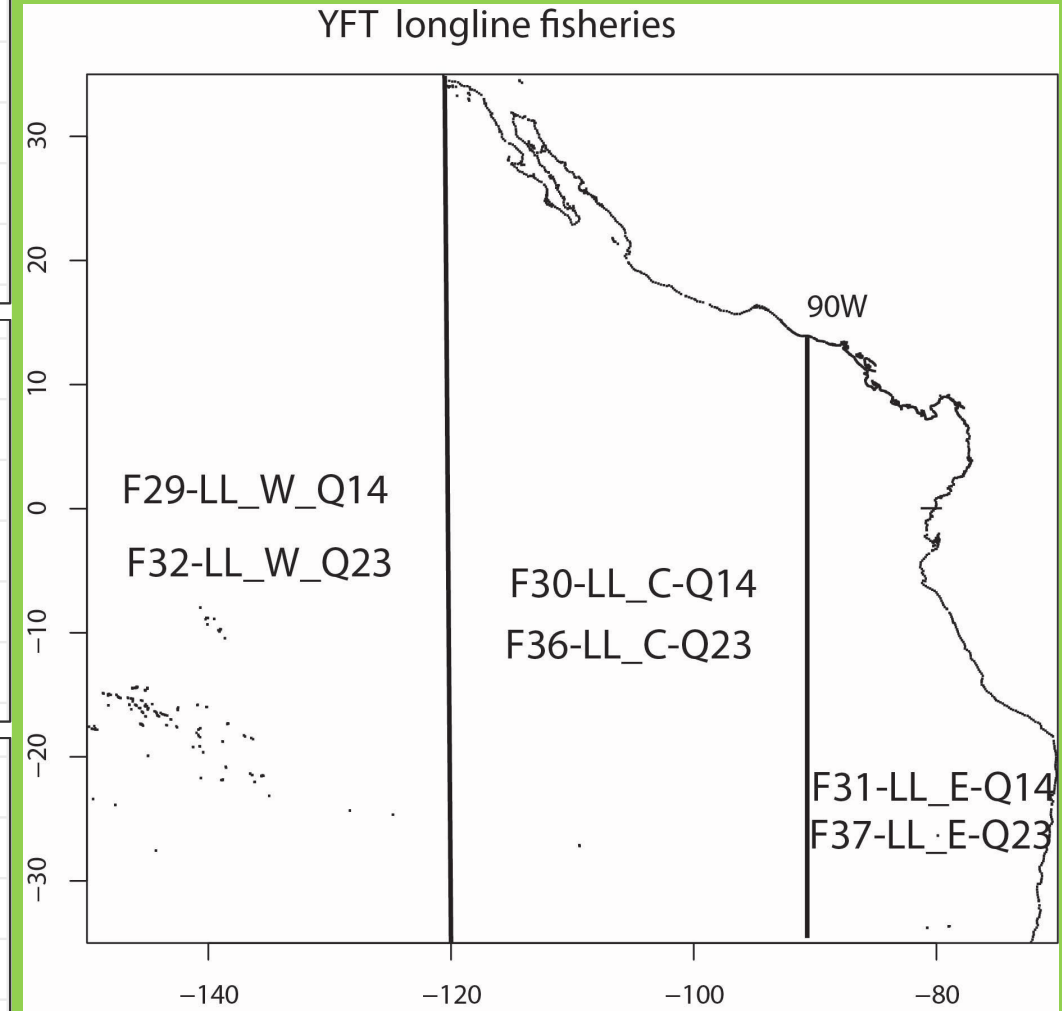 YFT longline fisheries
30
20
90W
10
F29-LL_W_Q14
0
F32-LL_W_Q23
F30-LL_C-Q14
−10
F36-LL_C-Q23
−20
F31-LL_E-Q14
F37-LL_E-Q23
−30
−140 −120 −100 −80